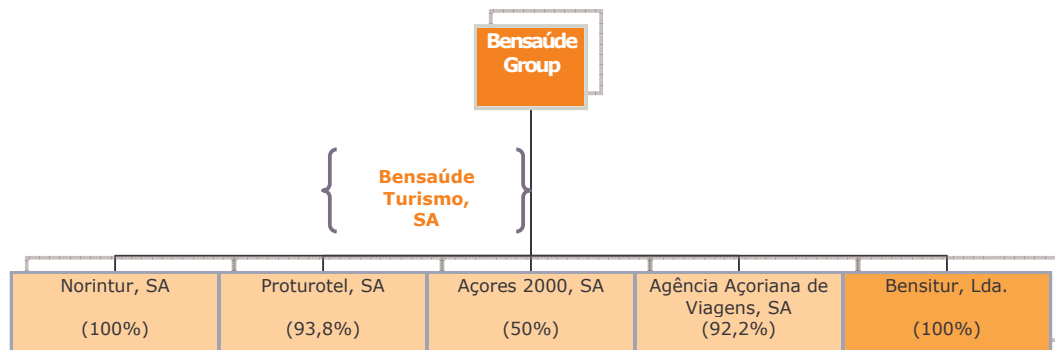 Bensaúde
Group
Bensaúde
Turismo,
SA
Norintur, SA
(100%)
Proturotel, SA
(93,8%)
Açores 2000, SA
(50%)
Agência Açoriana de
Viagens, SA
(92,2%)
Bensitur, Lda.
(100%)